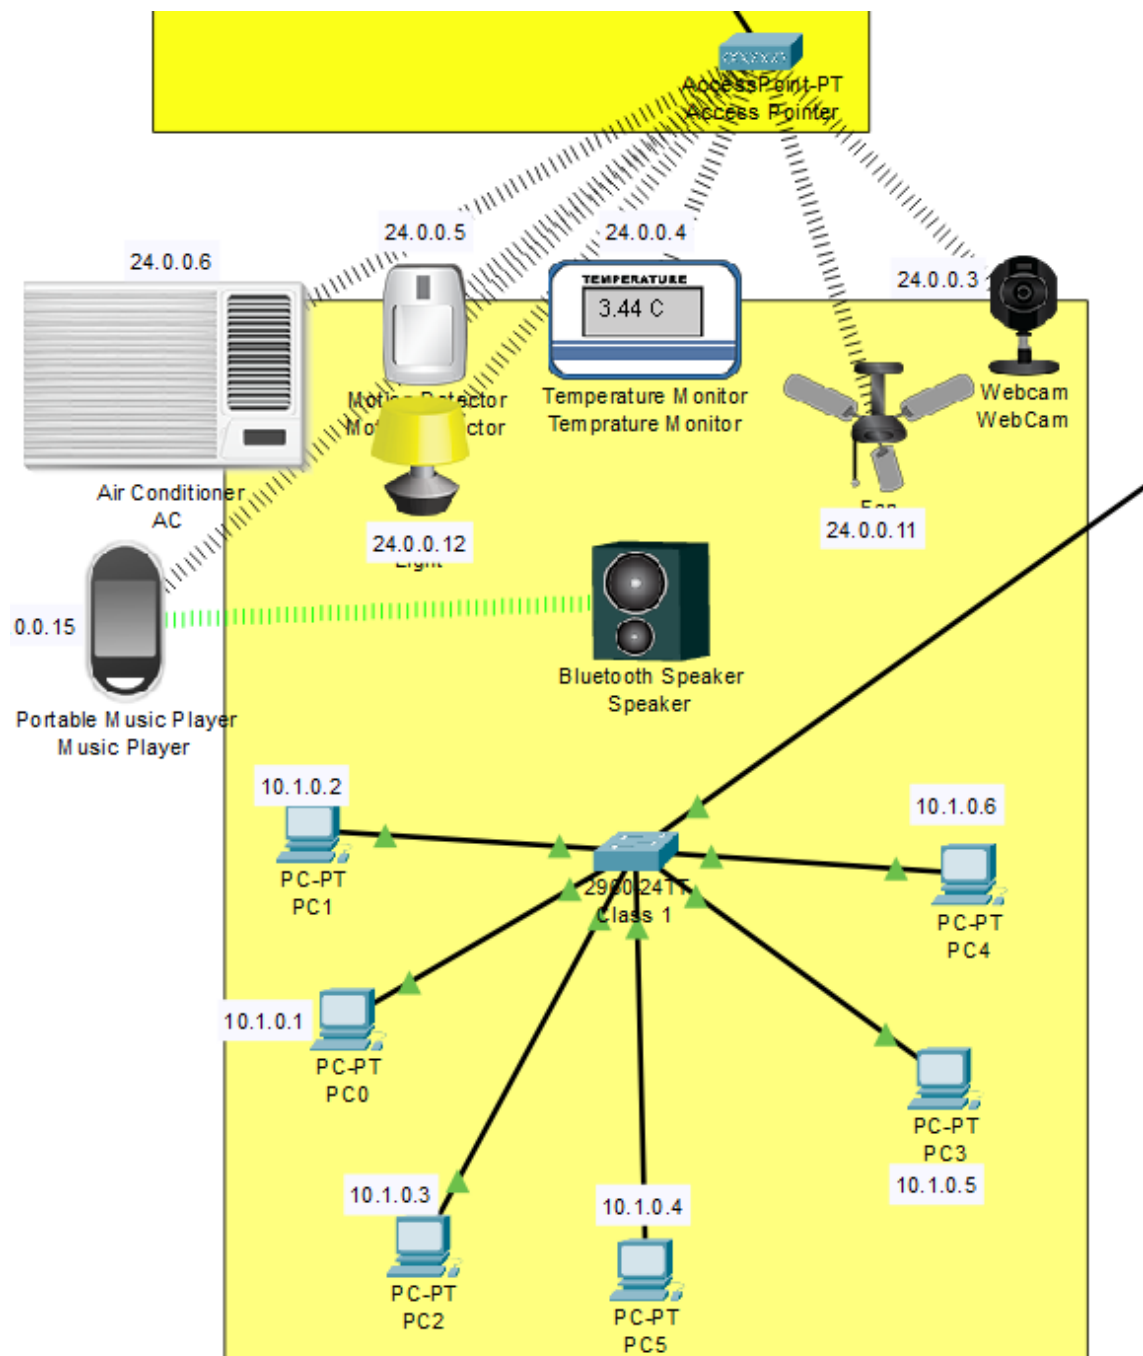 AccessPoint-PT
Access Pointer
24.0.0.5
24.0.0.4
24.0.0.6
24.0.0.3
TEMPERATURE
3.44 C
Motion Detector
Temperature Monitor
Temprature Monitor
Webcam
WebCam
Air Conditioner
AC
24.0.0.12
Light
Fan
24.0.0.11
0.0.15
Bluetooth Speaker
Speaker
Portable Music Player
Music Player
10.1.0.2
10.1.0.6
PC-PT
PC1
2960-24TT
Class 1
PC-PT
PC4
10.1.0.1
PC-PT
PC0
PC-PT
PC3
10.1.0.5
10.1.0.3
10.1.0.4
PC-PT
PC2
PC-PT
PC5